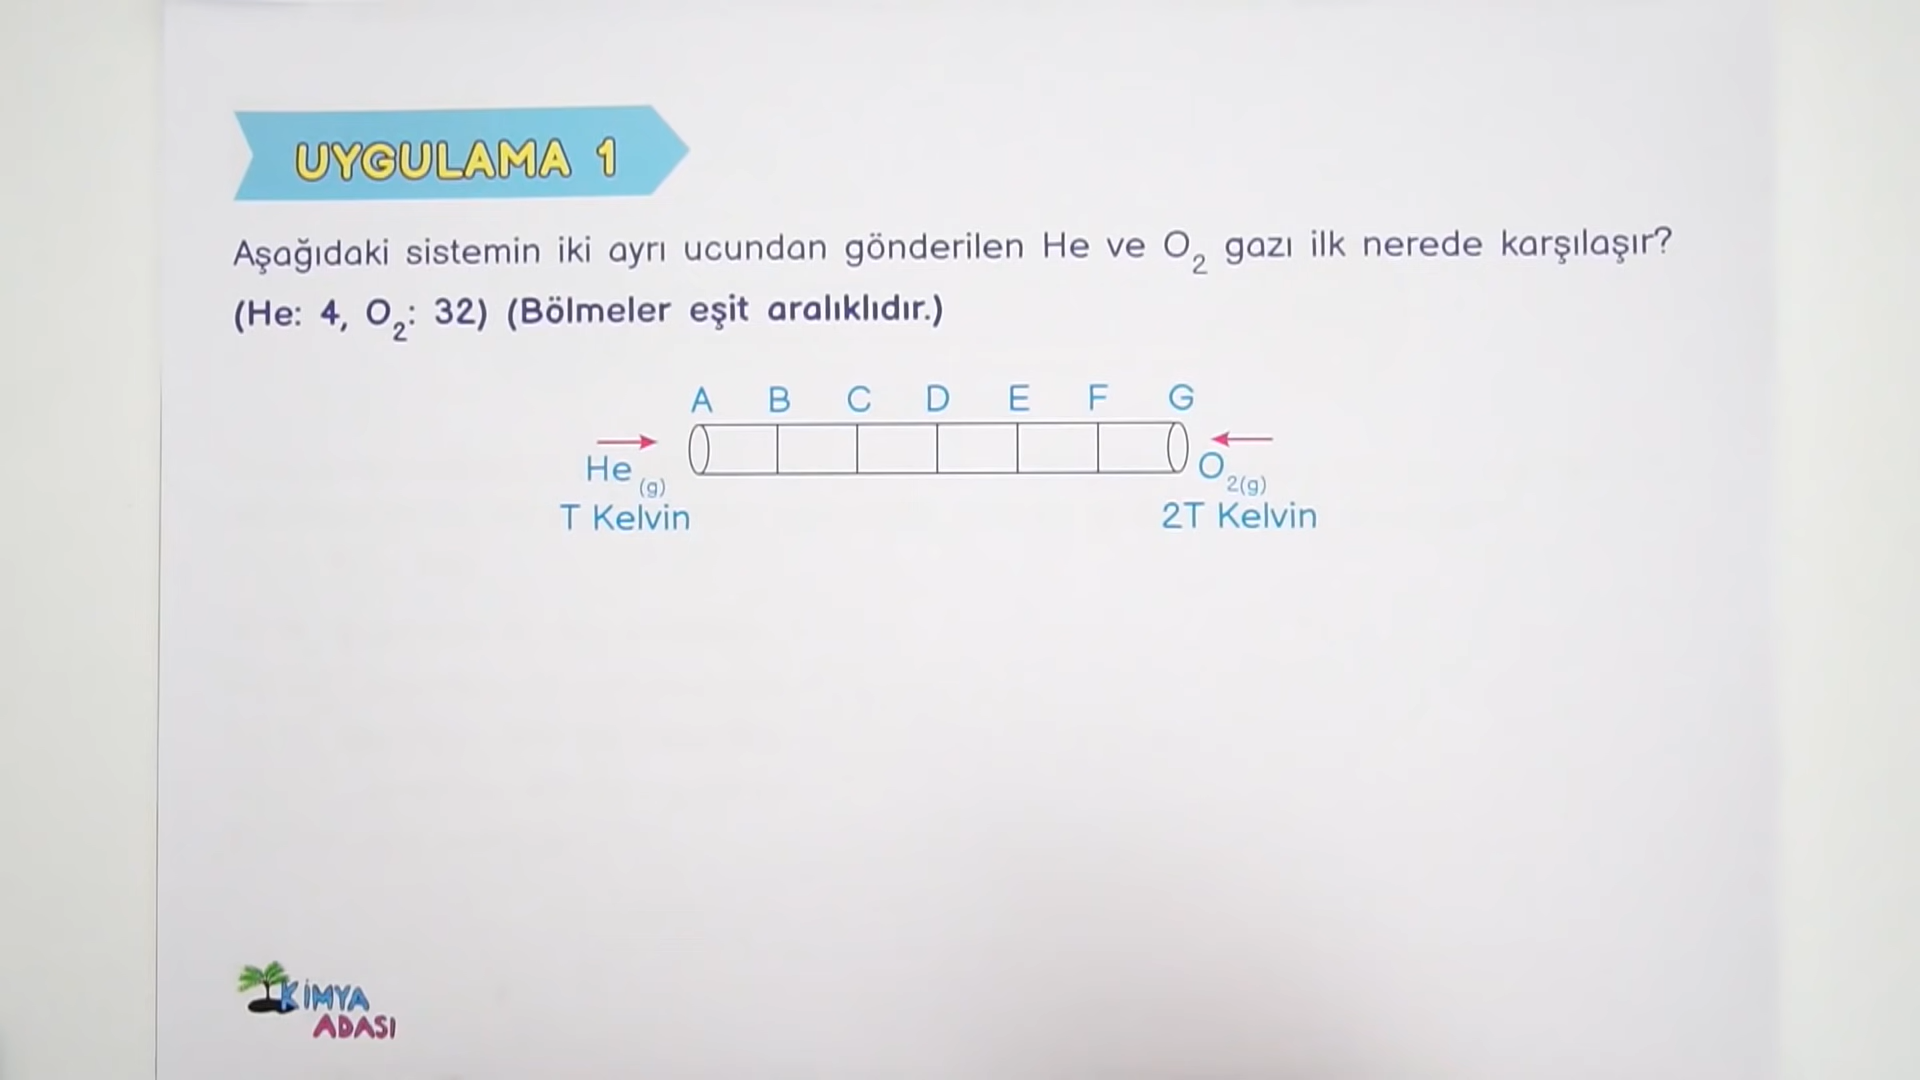 UYGULAMA 1
Aşağıdaki sistemin iki ayrı ucundan gönderilen He ve O₂ gazı ilk nerede karşılaşır?
(He: 4, O₂: 32) (Bölmeler eşit aralıklıdır.)
A B C D E F G
He(g) O₂(g)
T Kelvin 2T Kelvin
KİMYA
ADASI